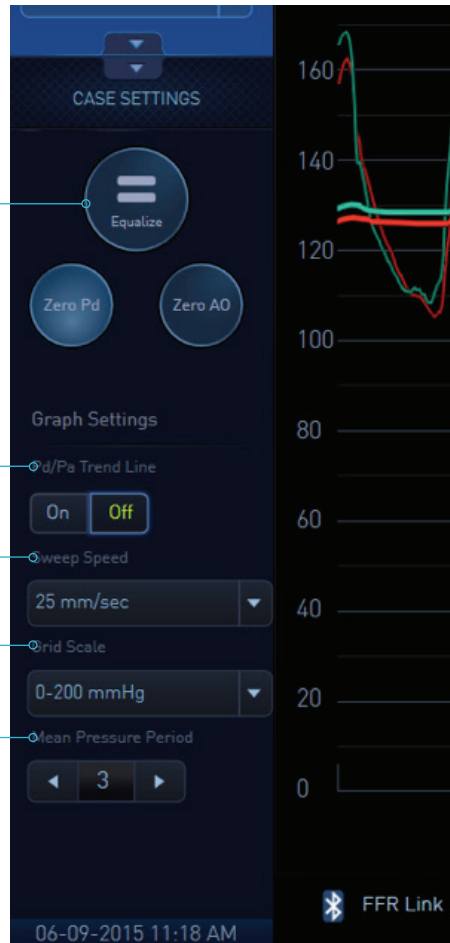 CASE SETTINGS
Equalize
Zero Pd
Zero AO
Graph Settings
Pd/Pa Trend Line
On
Off
Sweep Speed
25 mm/sec
Grid Scale
0-200 mmHg
Mean Pressure Period
3
06-09-2015 11:18 AM
160
140
120
100
80
60
40
20
0
FFR Link